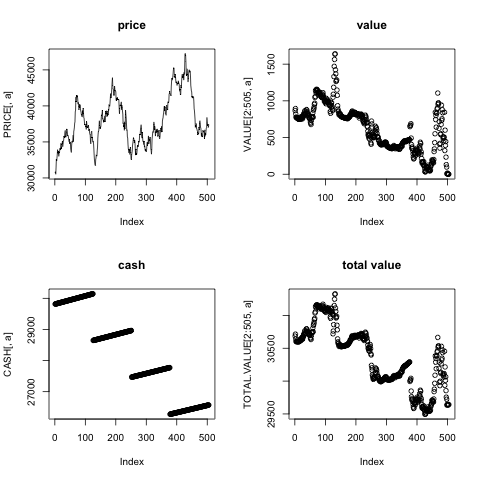 price
PRICE[, a]
30000 35000 40000 45000
0 100 200 300 400 500
Index
value
VALUE[2:505, a]
0 500 1000 1500
0 100 200 300 400 500
Index
cash
CASH[, a]
27000 29000
0 100 200 300 400 500
Index
total value
TOTAL.VALUE[2:505, a]
29500 30500
0 100 200 300 400 500
Index